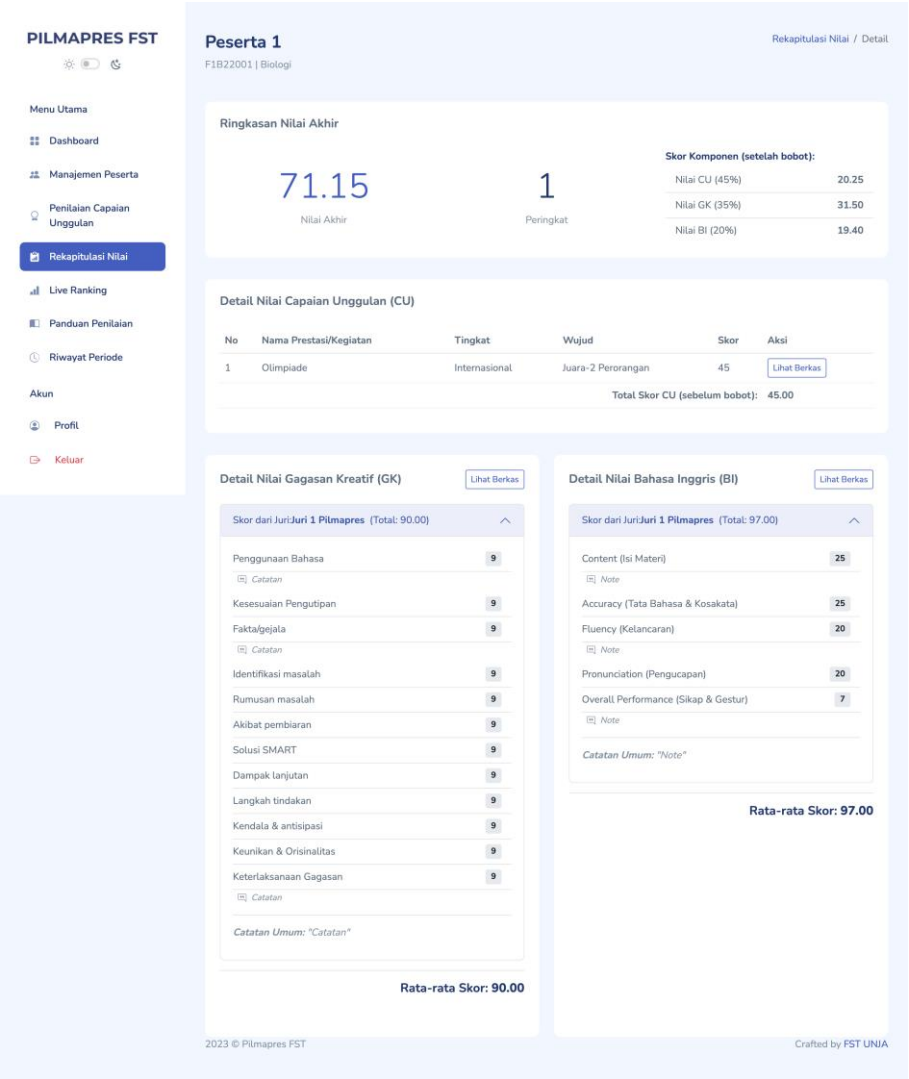 PILMAPRES FST
Menu Utama
Dashboard
Manajemen Peserta
Penilaian Capaian
Unggulan
Rekapitulasi Nilai
Live Ranking
Panduan Penilaian
Riwayat Periode
Akun
Profil
Keluar
Peserta 1
F1B22001 | Biologi
Rekapitulasi Nilai / Detail
Ringkasan Nilai Akhir
71.15
Nilai Akhir
1
Peringkat
Skor Komponen (setelah bobot):
Nilai CU (45%) 20.25
Nilai GK (35%) 31.50
Nilai BI (20%) 19.40
Detail Nilai Capaian Unggulan (CU)
No Nama Prestasi/Kegiatan Tingkat Wujud Skor Aksi
1 Olimpiade Internasional Juara-2 Perorangan 45 Lihat Berkas
Total Skor CU (sebelum bobot): 45.00
Detail Nilai Gagasan Kreatif (GK) Lihat Berkas
Skor dari Juri:Juri 1 Pilmapres (Total: 90.00)
Penggunaan Bahasa 9
Catatan
Kesesuaian Pengutipan 9
Fakta/gejala 9
Catatan
Identifikasi masalah 9
Rumusan masalah 9
Akibat pembiaran 9
Solusi SMART 9
Dampak lanjutan 9
Langkah tindakan 9
Kendala & antisipasi 9
Keunikan & Orisinalitas 9
Keterlaksanaan Gagasan 9
Catatan
Catatan Umum: "Catatan"
Rata-rata Skor: 90.00
Detail Nilai Bahasa Inggris (BI) Lihat Berkas
Skor dari Juri:Juri 1 Pilmapres (Total: 97.00)
Content (Isi Materi) 25
Note
Accuracy (Tata Bahasa & Kosakata) 25
Fluency (Kelancaran) 20
Note
Pronunciation (Pengucapan) 20
Overall Performance (Sikap & Gestur) 7
Note
Catatan Umum: "Note"
Rata-rata Skor: 97.00
2023 © Pilmapres FST
Crafted by FST UNJA